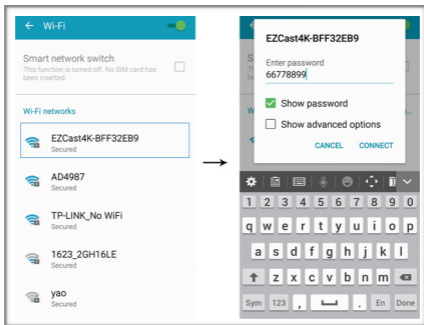 Wi-Fi
Smart network switch
This function is turned off. No SIM card has
been inserted.
Wi-Fi networks
EZCast4K-BFF32EB9
Secured
AD4987
Secured
TP-LINK_No WiFi
Secured
1623_2GH16LE
Secured
yao
Secured
EZCast4K-BFF32EB9
Enter password
66778899
Show password
Show advanced options
CANCEL CONNECT
1 2 3 4 5 6 7 8 9 0
q w e r t y u i o p
a s d f g h j k l
z x c v b n m
Sym 123 , . En Done